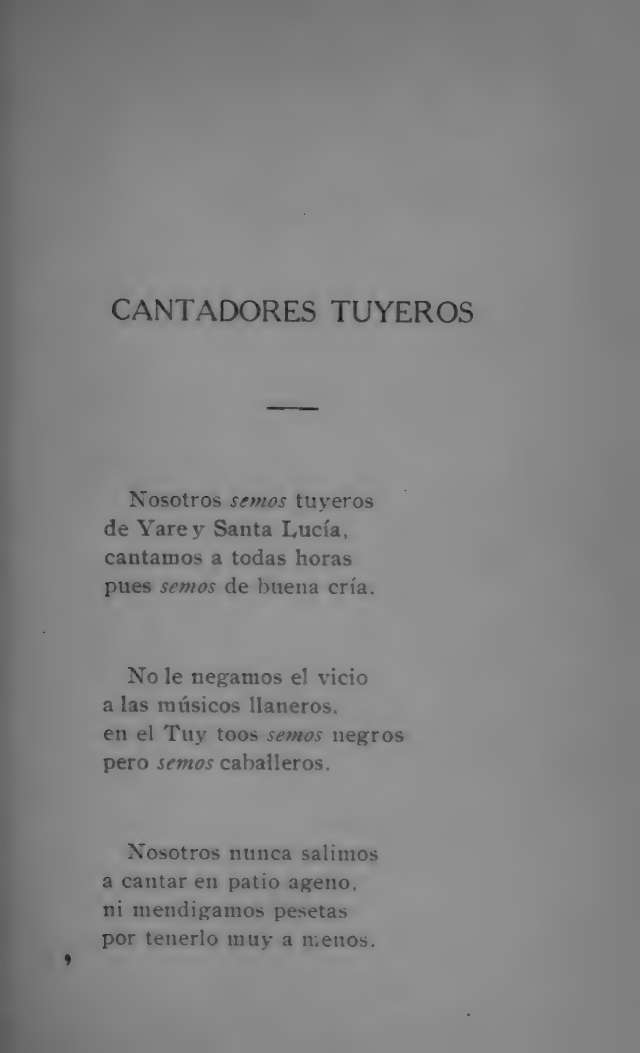 CANTADORES TUYEROS
Nosotros semos tuyeros
de Yare y Santa Lucía,
cantamos a todas horas
pues semos de buena cría.
No le negamos el vicio
a las músicos llaneros,
en el Tuy toos semos negros
pero semos caballeros.
Nosotros nunca salimos
a cantar en patio ageno,
ni mendigamos pesetas
por tenerlo muy a menos.
9